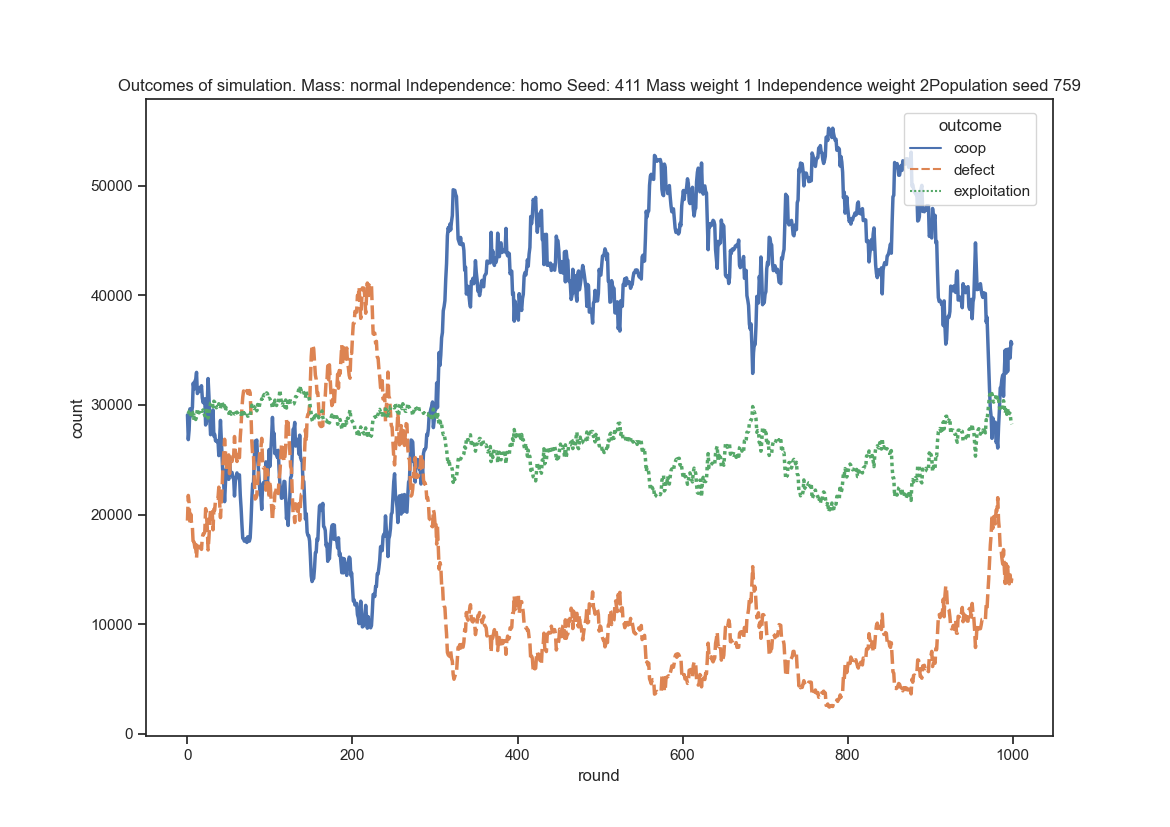 Outcomes of simulation. Mass: normal Independence: homo Seed: 411 Mass weight 1 Independence weight 2Population seed 759
outcome
coop
defect
exploitation
count
50000
40000
30000
20000
10000
0
0 200 400 600 800 1000
round